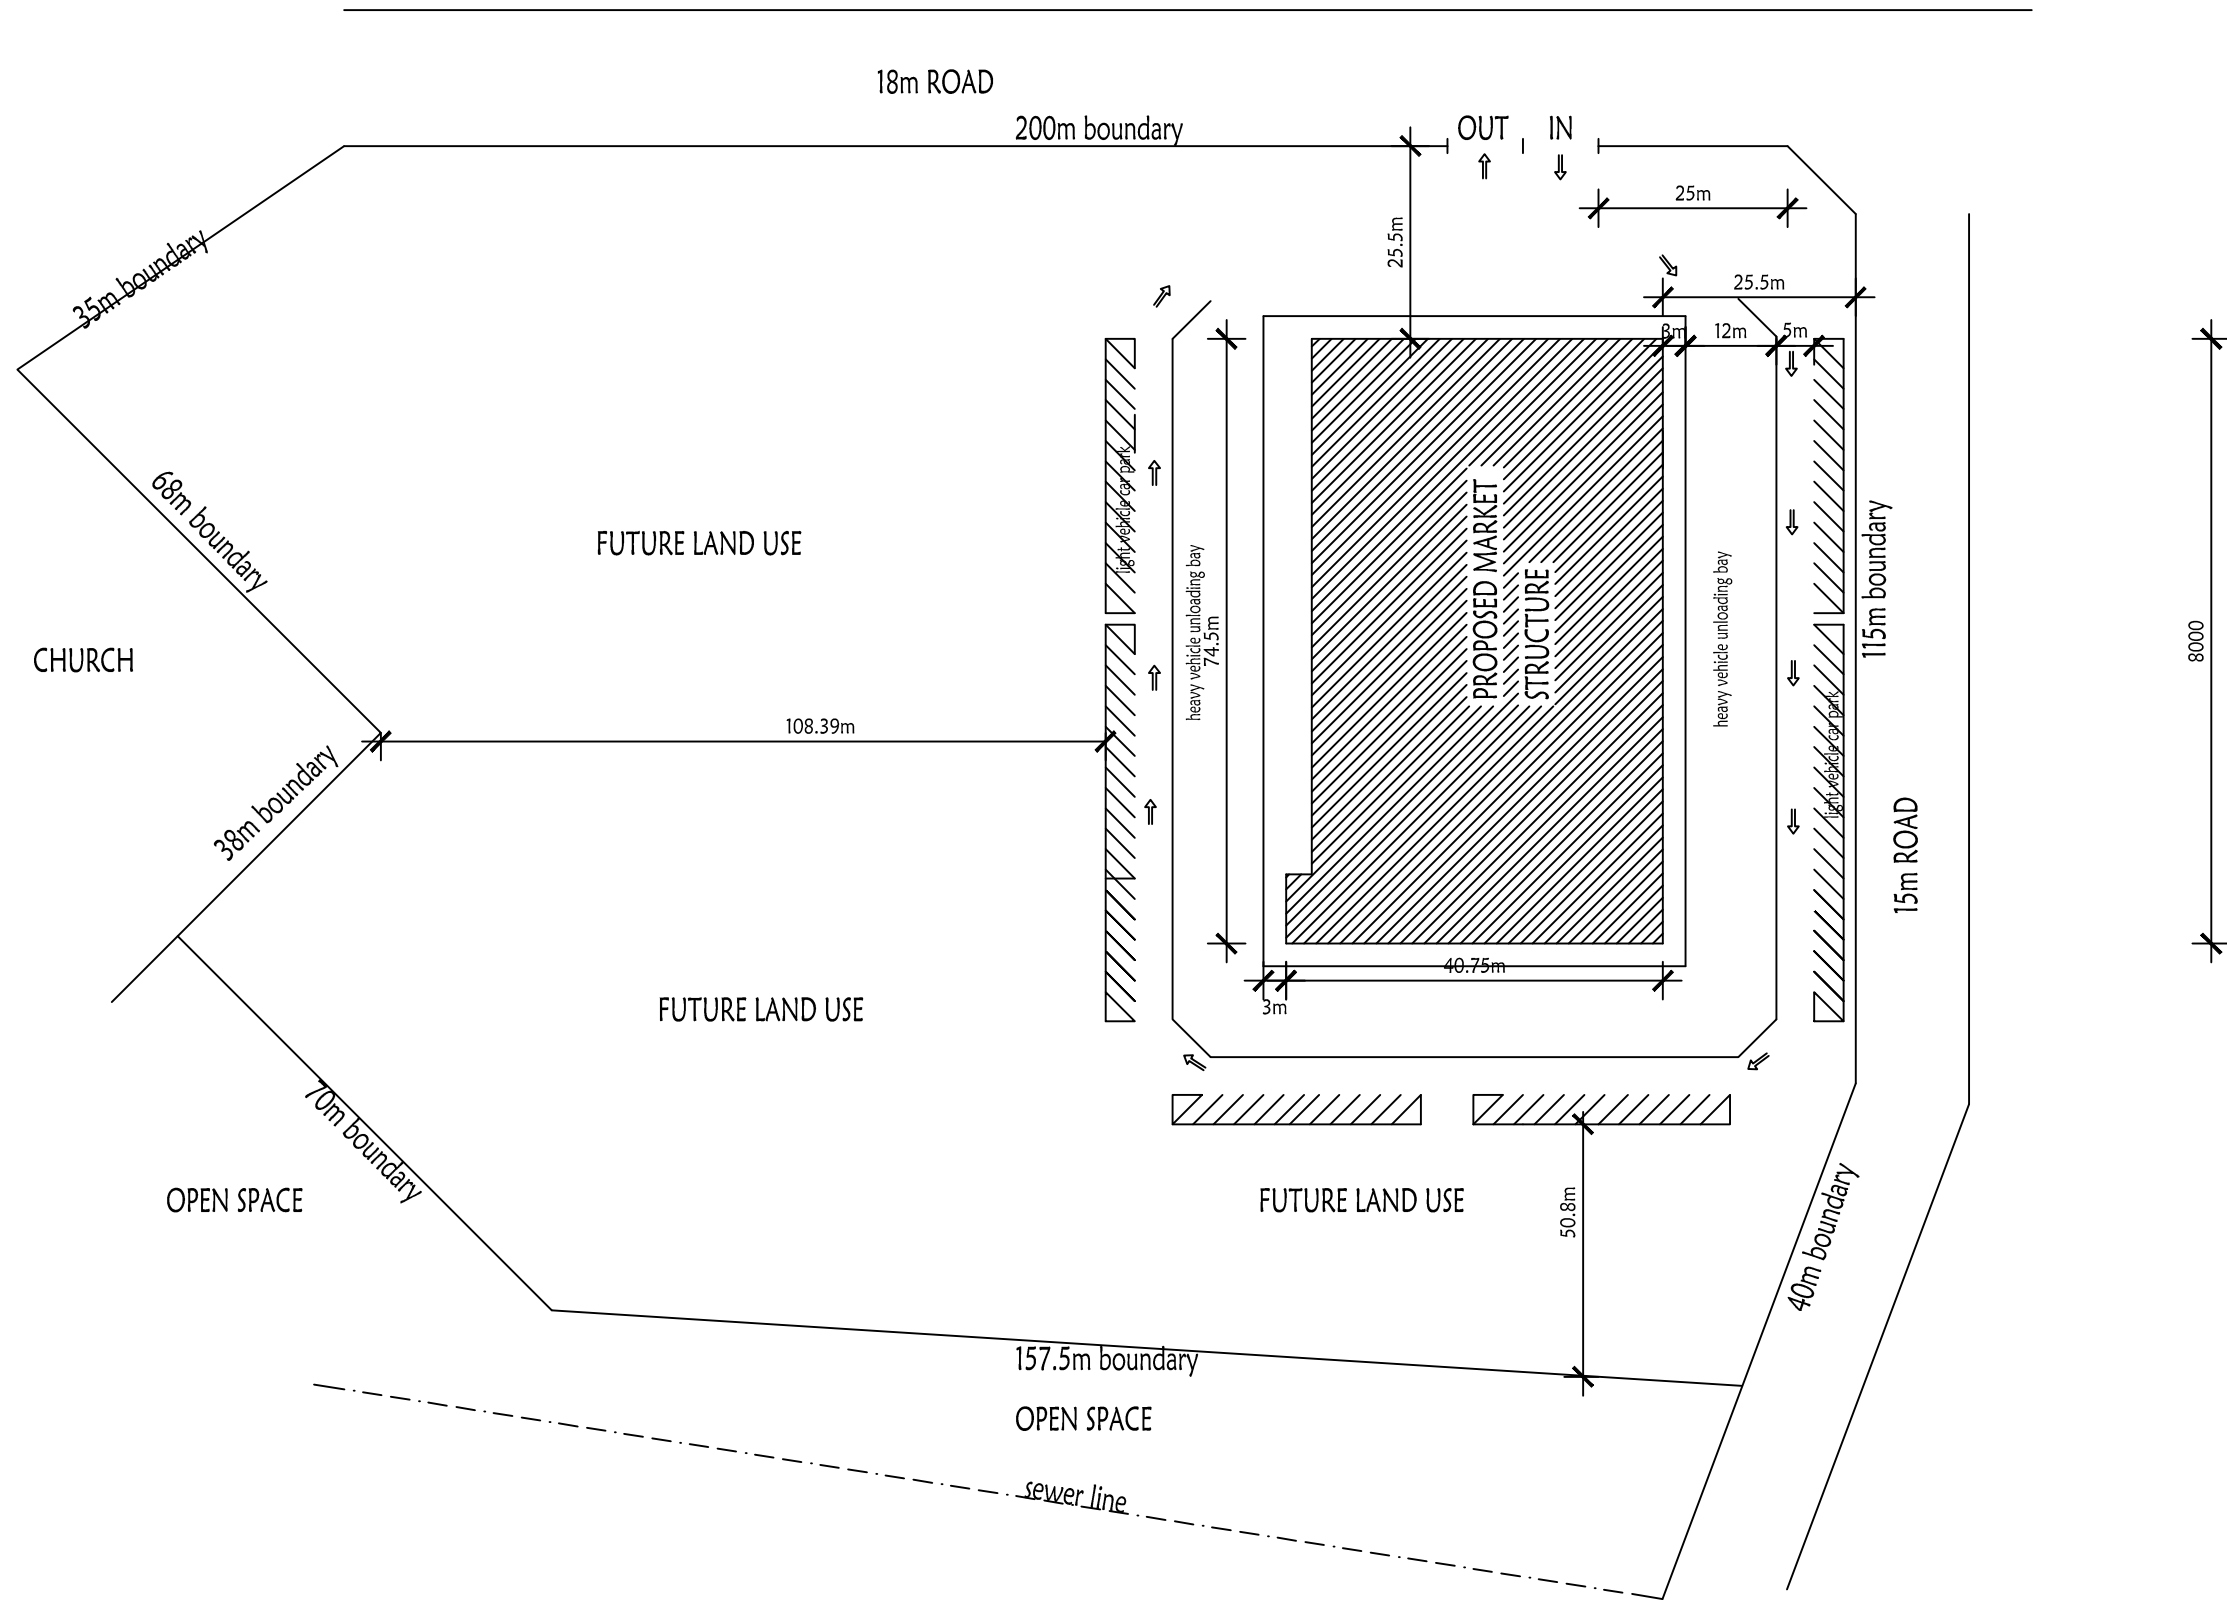 18m ROAD
200m boundary
OUT IN
25m
35m boundary
25.5m
25.5m
3m 12m 5m
68m boundary
FUTURE LAND USE
light vehicle car park
heavy vehicle unloading bay
74.5m
PROPOSED MARKET
STRUCTURE
heavy vehicle unloading bay
115m boundary
8000
CHURCH
108.39m
light vehicle car park
38m boundary
15m ROAD
40.75m
3m
FUTURE LAND USE
70m boundary
OPEN SPACE
FUTURE LAND USE
50.8m
40m boundary
157.5m boundary
OPEN SPACE
sewer line